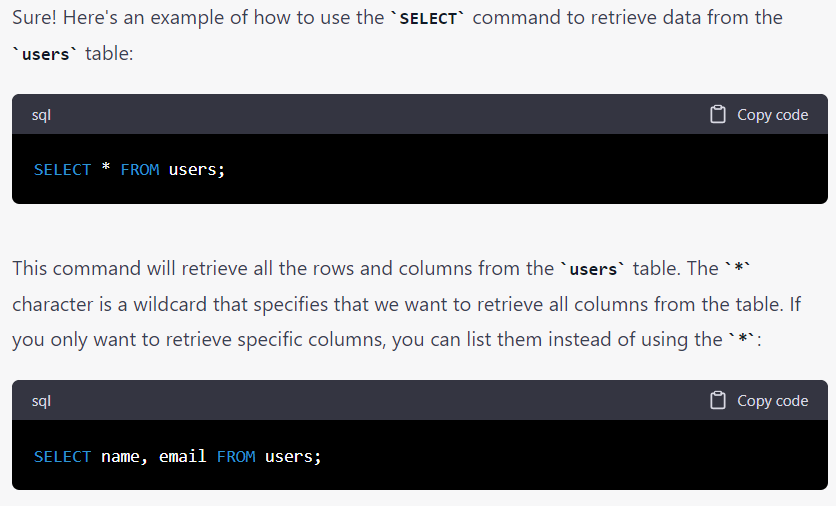 Sure! Here's an example of how to use the `SELECT` command to retrieve data from the
`users` table:
sql Copy code
SELECT * FROM users;
This command will retrieve all the rows and columns from the `users` table. The `*`
character is a wildcard that specifies that we want to retrieve all columns from the table. If
you only want to retrieve specific columns, you can list them instead of using the `*`:
sql Copy code
SELECT name, email FROM users;